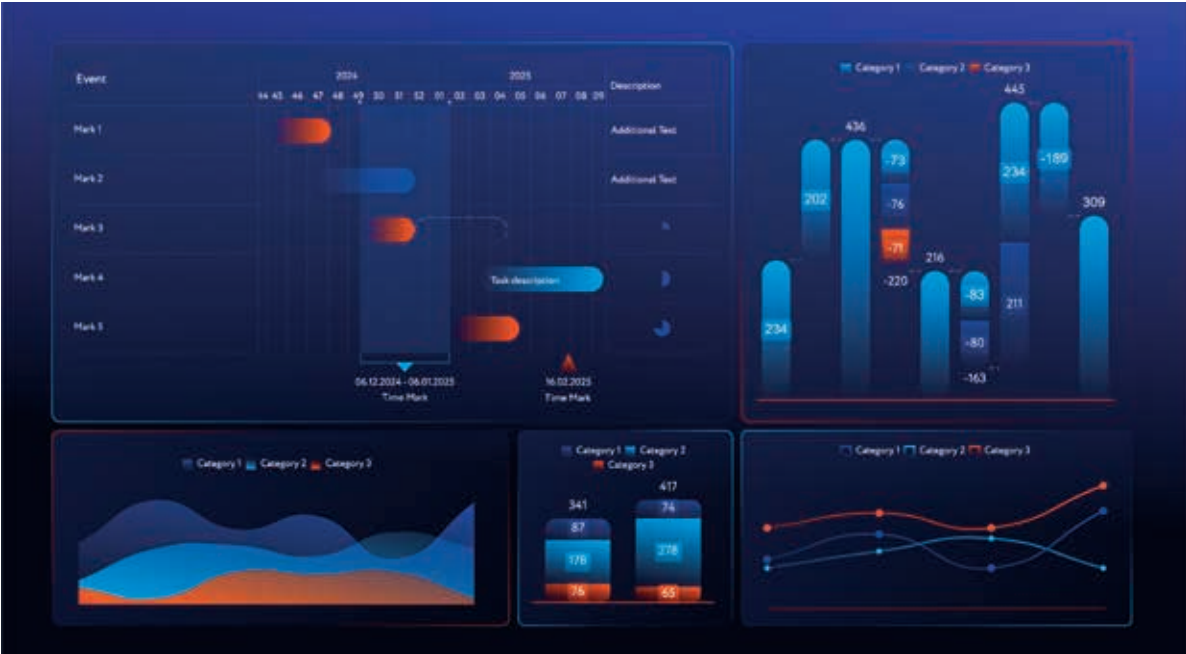 Event
2024
2025
Description
44 45 46 47 48 49 50 51 52 01 02 03 04 05 06 07 08 09
Mark 1
Additional Text
Mark 2
Additional Text
Mark 3
Mark 4
Task description
Mark 5
06.12.2024 - 06.01.2025
Time Mark
16.02.2025
Time Mark
Category 1 Category 2 Category 3
445
436
-73
234
-189
-76
202
309
-71
216
-220
-83
211
234
-80
-163
Category 1 Category 2 Category 3
Category 1 Category 2
Category 3
341
417
87
74
178
278
76
65
Category 1 Category 2 Category 3